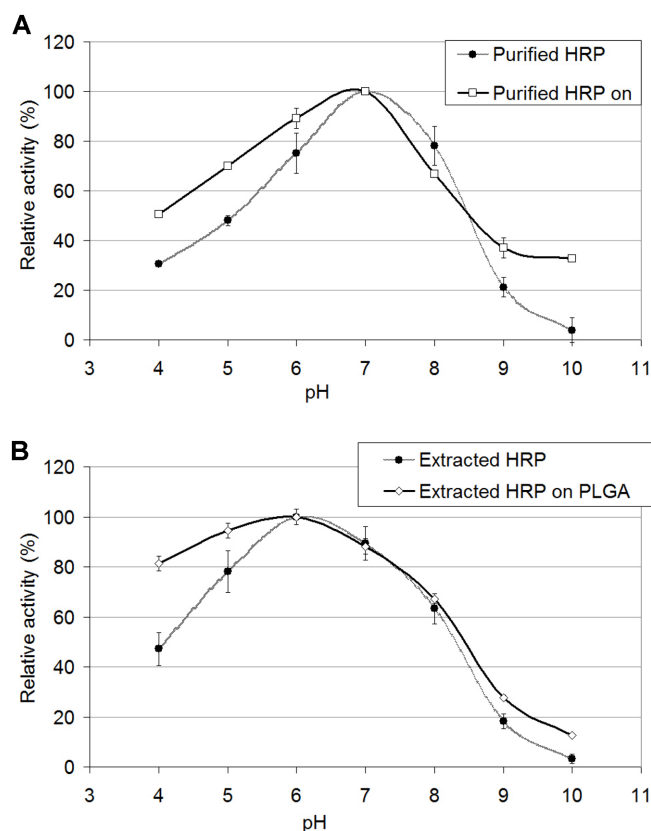 A
Purified HRP
Purified HRP on
Relative activity (%)
120
100
80
60
40
20
0
3 4 5 6 7 8 9 10 11
pH
B
Extracted HRP
Extracted HRP on PLGA
Relative activity (%)
120
100
80
60
40
20
0
3 4 5 6 7 8 9 10 11
pH